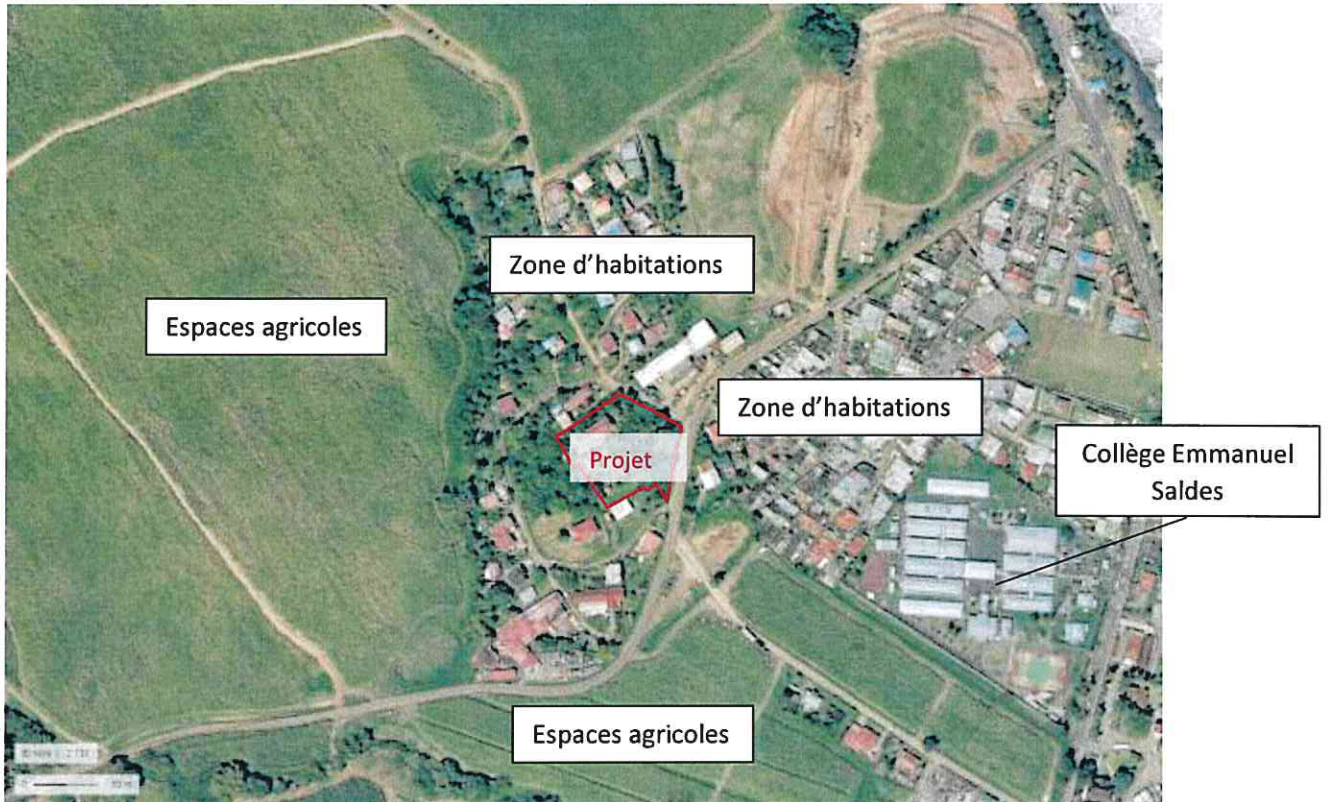 Zone d'habitations
Espaces agricoles
Zone d'habitations
Projet
Collège Emmanuel
Saldes
Espaces agricoles